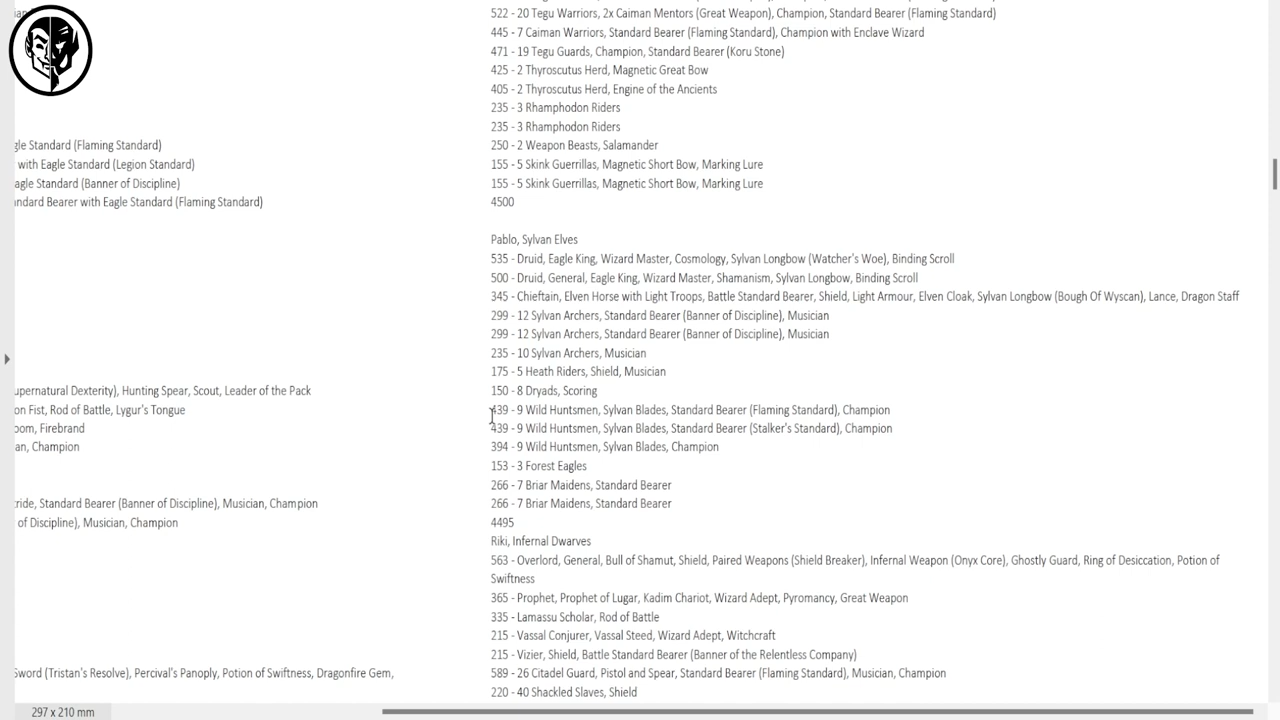 522 - 20 Tegu Warriors, 2x Caiman Mentors (Great Weapon), Champion, Standard Bearer (Flaming Standard)
445 - 7 Caiman Warriors, Standard Bearer (Flaming Standard), Champion with Enclave Wizard
471 - 19 Tegu Guards, Champion, Standard Bearer (Koru Stone)
425 - 2 Thyroscutus Herd, Magnetic Great Bow
405 - 2 Thyroscutus Herd, Engine of the Ancients
235 - 3 Rhamphodon Riders
235 - 3 Rhamphodon Riders
250 - 2 Weapon Beasts, Salamander
155 - 5 Skink Guerrillas, Magnetic Short Bow, Marking Lure
155 - 5 Skink Guerrillas, Magnetic Short Bow, Marking Lure
4500
gle Standard (Flaming Standard)
with Eagle Standard (Legion Standard)
agle Standard (Banner of Discipline)
andard Bearer with Eagle Standard (Flaming Standard)
upernatural Dexterity), Hunting Spear, Scout, Leader of the Pack
on Fist, Rod of Battle, Lygur's Tongue
oom, Firebrand
an, Champion
tride, Standard Bearer (Banner of Discipline), Musician, Champion
of Discipline), Musician, Champion
Sword (Tristan's Resolve), Percival's Panoply, Potion of Swiftness, Dragonfire Gem,
Pablo, Sylvan Elves
535 - Druid, Eagle King, Wizard Master, Cosmology, Sylvan Longbow (Watcher's Woe), Binding Scroll
500 - Druid, General, Eagle King, Wizard Master, Shamanism, Sylvan Longbow, Binding Scroll
345 - Chieftain, Elven Horse with Light Troops, Battle Standard Bearer, Shield, Light Armour, Elven Cloak, Sylvan Longbow (Bough Of Wyscan), Lance, Dragon Staff
299 - 12 Sylvan Archers, Standard Bearer (Banner of Discipline), Musician
299 - 12 Sylvan Archers, Standard Bearer (Banner of Discipline), Musician
235 - 10 Sylvan Archers, Musician
175 - 5 Heath Riders, Shield, Musician
150 - 8 Dryads, Scoring
439 - 9 Wild Huntsmen, Sylvan Blades, Standard Bearer (Flaming Standard), Champion
439 - 9 Wild Huntsmen, Sylvan Blades, Standard Bearer (Stalker's Standard), Champion
394 - 9 Wild Huntsmen, Sylvan Blades, Champion
153 - 3 Forest Eagles
266 - 7 Briar Maidens, Standard Bearer
266 - 7 Briar Maidens, Standard Bearer
4495
Riki, Infernal Dwarves
563 - Overlord, General, Bull of Shamut, Shield, Paired Weapons (Shield Breaker), Infernal Weapon (Onyx Core), Ghostly Guard, Ring of Desiccation, Potion of
Swiftness
365 - Prophet, Prophet of Lugar, Kadim Chariot, Wizard Adept, Pyromancy, Great Weapon
335 - Lamassu Scholar, Rod of Battle
215 - Vassal Conjurer, Vassal Steed, Wizard Adept, Witchcraft
215 - Vizier, Shield, Battle Standard Bearer (Banner of the Relentless Company)
589 - 26 Citadel Guard, Pistol and Spear, Standard Bearer (Flaming Standard), Musician, Champion
220 - 40 Shackled Slaves, Shield
297 x 210 mm